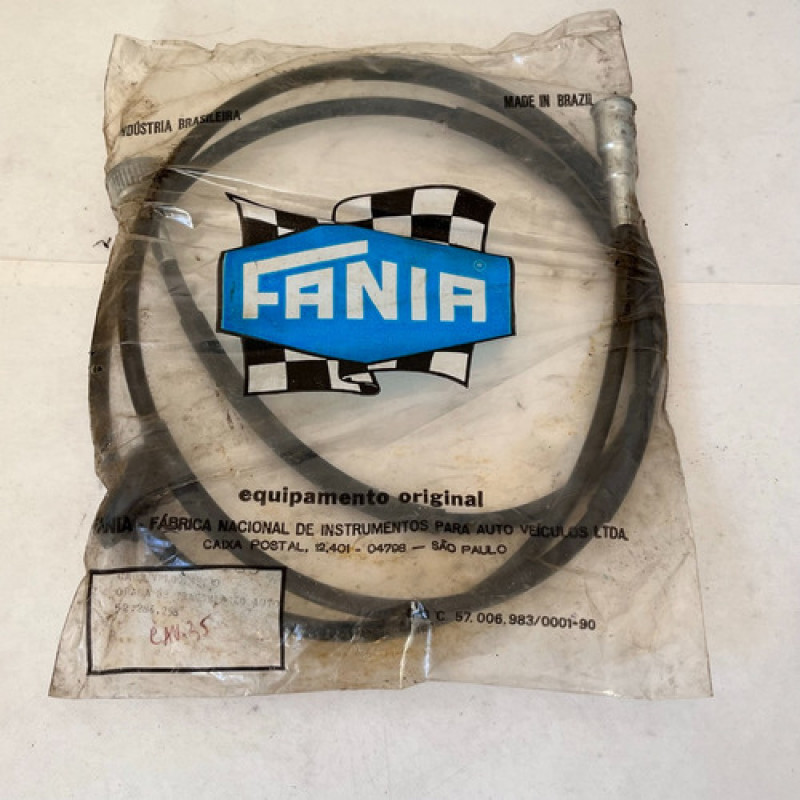 INDÚSTRIA BRASILEIRA
MADE IN BRAZIL
FANIA
®
equipamento original
FANIA - FÁBRICA NACIONAL DE INSTRUMENTOS PARA AUTO VEÍCULOS LTDA.
CAIXA POSTAL, 12.401 - 04798 - SÃO PAULO
C 57.006.983/0001-90